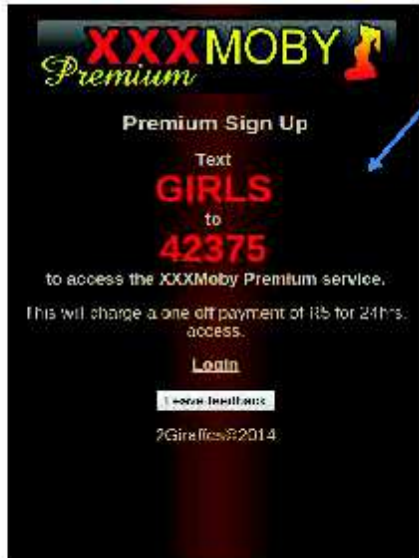 XXXMOBY
Premium
Premium Sign Up
Text
GIRLS
to
42375
to access the XXXMoby Premium service.
This will charge a one off payment of R5 for 24hrs.
access.
Login
Leave feedback
2Giraffes©2014